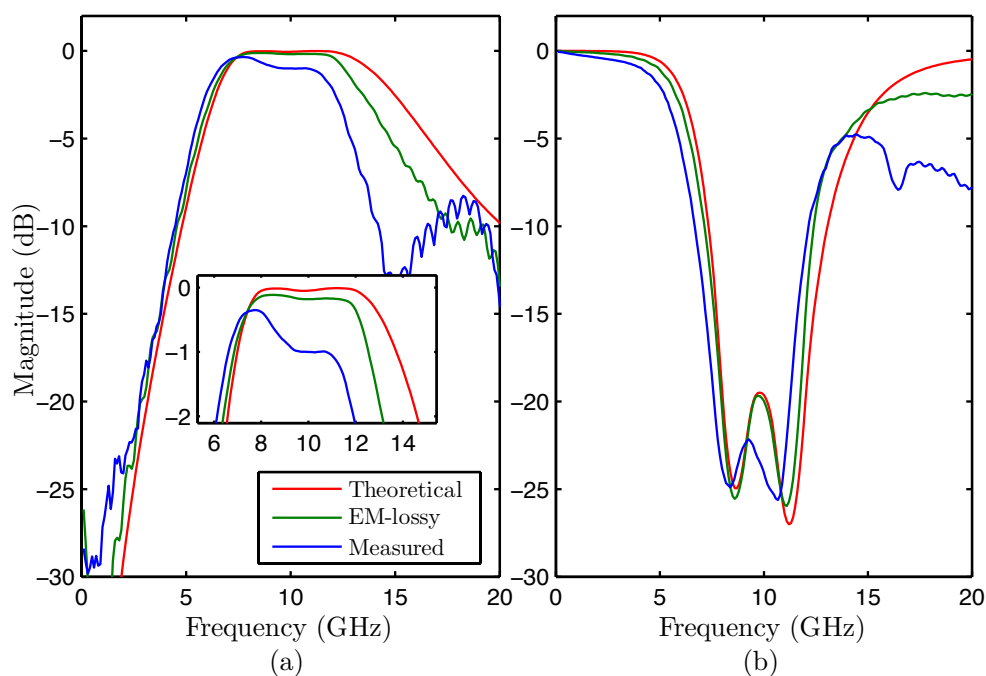 0
−5
−10
−15
−20
−25
−30
Magnitude (dB)
0
−1
−2
6 8 10 12 14
Theoretical
EM-lossy
Measured
0 5 10 15 20
Frequency (GHz)
(a)
0
−5
−10
−15
−20
−25
−30
0 5 10 15 20
Frequency (GHz)
(b)